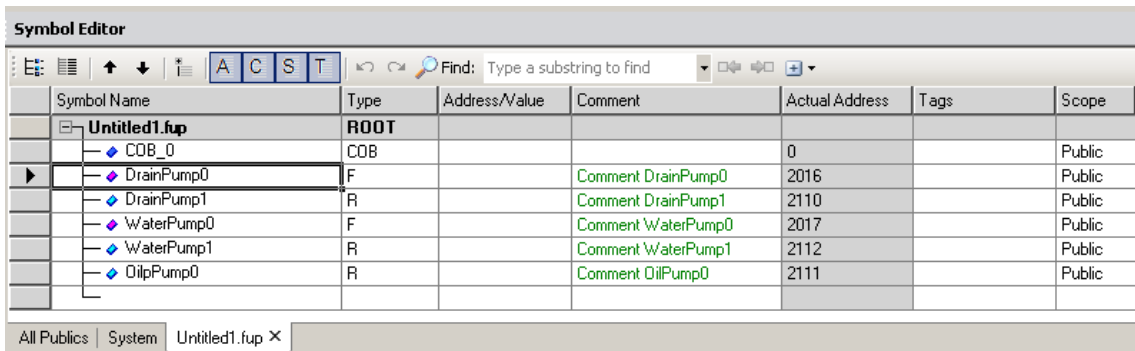 Symbol Editor
A C S T Find: Type a substring to find
Symbol Name Type Address/Value Comment Actual Address Tags Scope
Untitled1.fup ROOT
COB_0 COB 0 Public
DrainPump0 F Comment DrainPump0 2016 Public
DrainPump1 R Comment DrainPump1 2110 Public
WaterPump0 F Comment WaterPump0 2017 Public
WaterPump1 R Comment WaterPump1 2112 Public
OilpPump0 R Comment OilPump0 2111 Public
All Publics System Untitled1.fup X